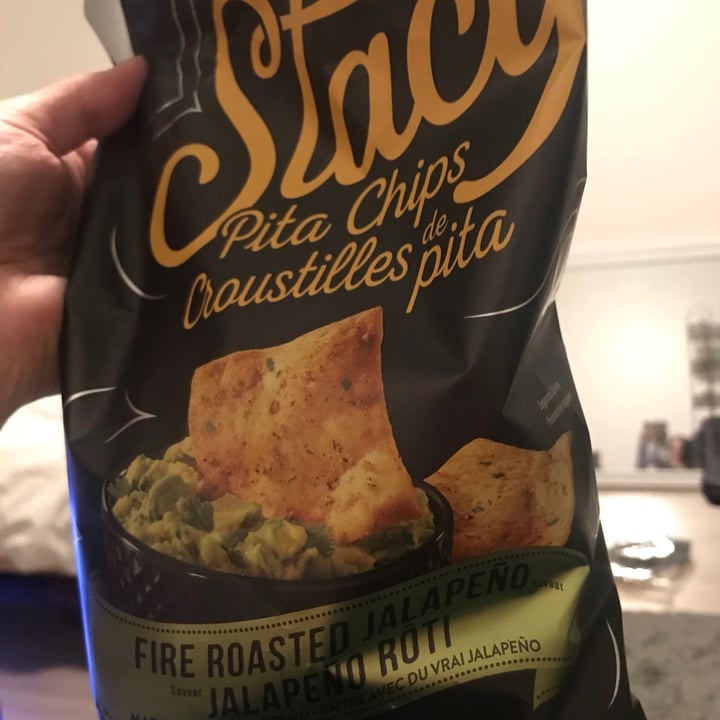 Stacy
Pita Chips
Croustilles de pita
FIRE ROASTED JALAPEÑO
Saveur JALAPEÑO RÔTI
FAITES AVEC DU VRAI JALAPEÑO